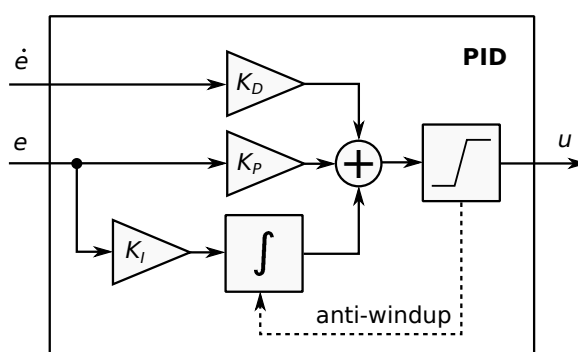 PID
ė
K_D
e
K_P
u
K_I
∫
anti-windup